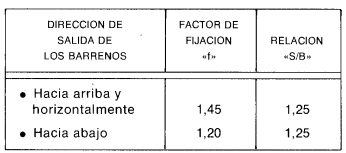 DIRECCION DE
SALIDA DE
LOS BARRENOS
FACTOR DE
FIJACION
«f»
RELACION
«S/B»
• Hacia arriba y
horizontalmente
1,45
1,25
• Hacia abajo
1,20
1,25